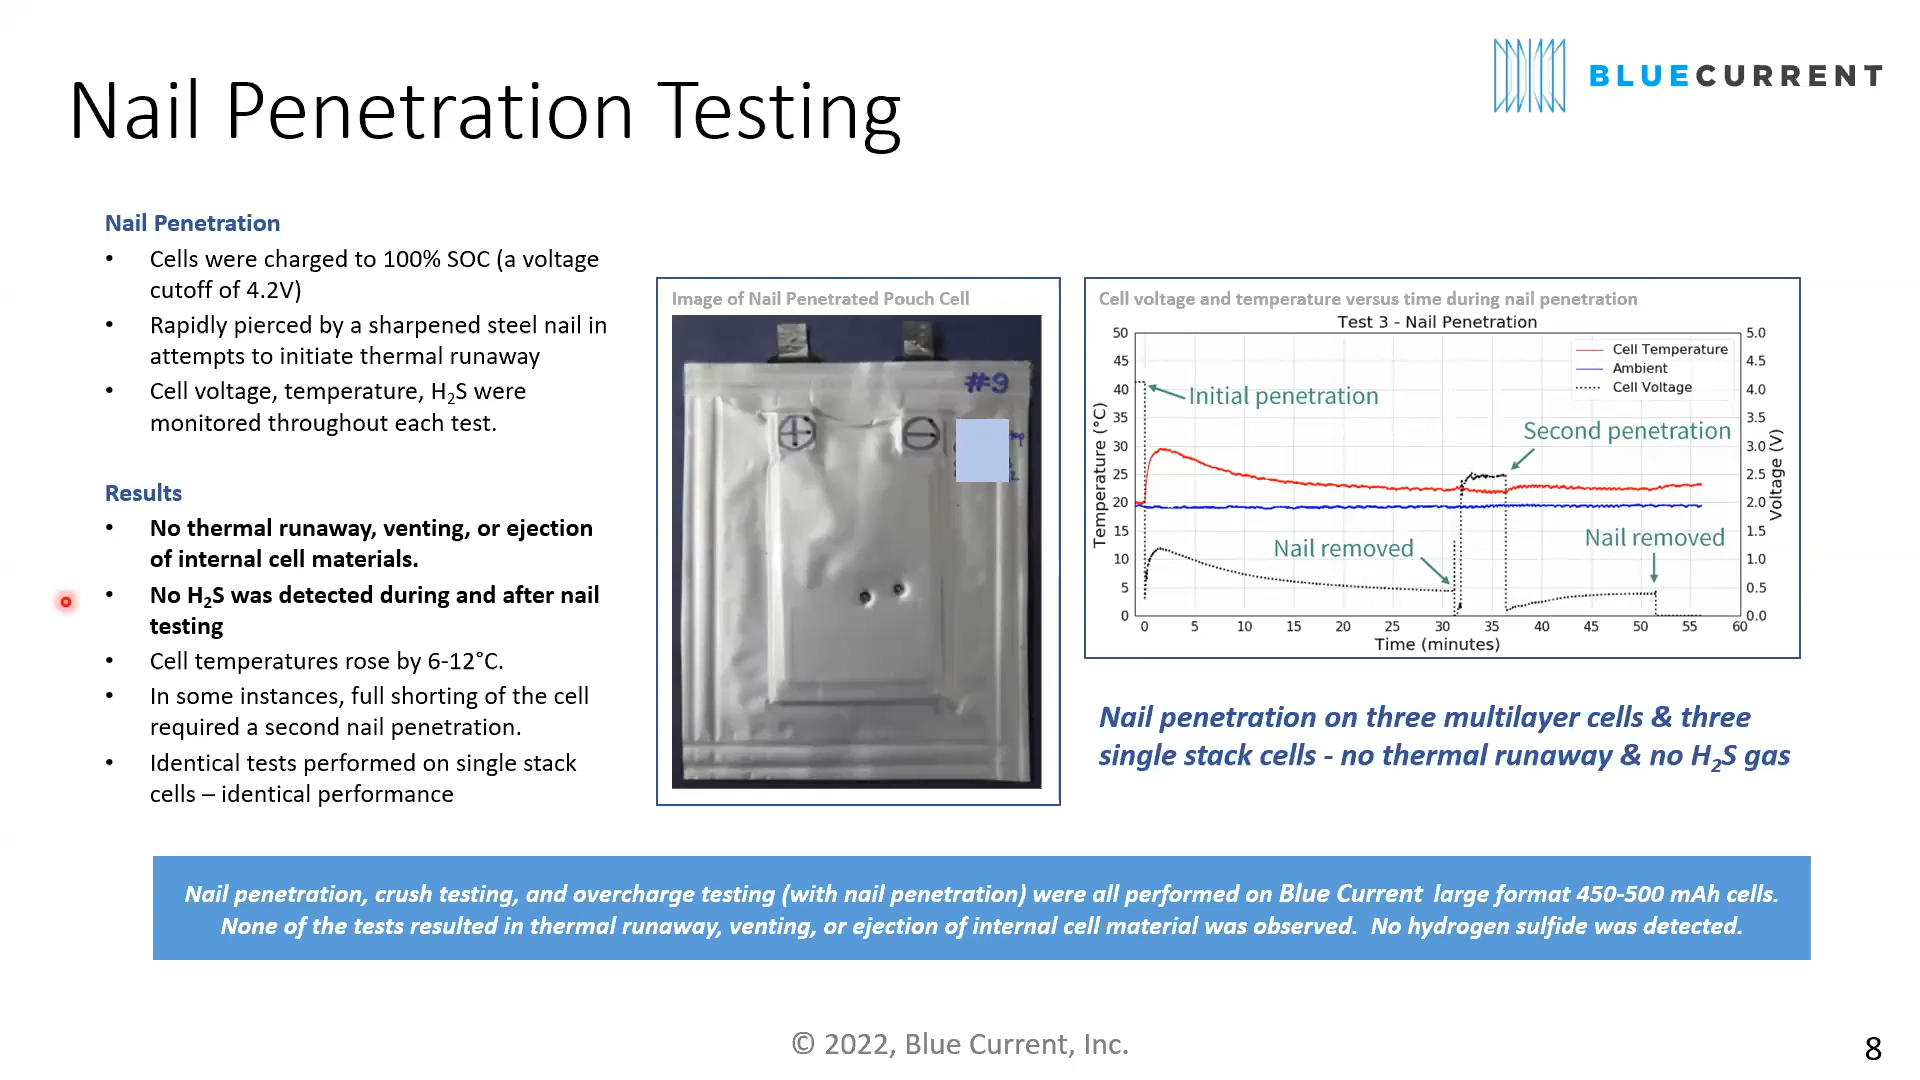 BLUECURRENT
Nail Penetration Testing
Nail Penetration
• Cells were charged to 100% SOC (a voltage
cutoff of 4.2V)
• Rapidly pierced by a sharpened steel nail in
attempts to initiate thermal runaway
• Cell voltage, temperature, H₂S were
monitored throughout each test.
Results
• No thermal runaway, venting, or ejection
of internal cell materials.
• No H₂S was detected during and after nail
testing
• Cell temperatures rose by 6-12°C.
• In some instances, full shorting of the cell
required a second nail penetration.
• Identical tests performed on single stack
cells – identical performance
Image of Nail Penetrated Pouch Cell
#9
+ −
Cell voltage and temperature versus time during nail penetration
Test 3 - Nail Penetration
Temperature (°C)
50
45
40
35
30
25
20
15
10
5
0
Cell Temperature
Ambient
Cell Voltage
Initial penetration
Second penetration
Nail removed
Nail removed
5.0
4.5
4.0
3.5
3.0
2.5
2.0
1.5
1.0
0.5
0.0
Voltage (V)
0 5 10 15 20 25 30 35 40 45 50 55 60
Time (minutes)
Nail penetration on three multilayer cells & three
single stack cells - no thermal runaway & no H₂S gas
Nail penetration, crush testing, and overcharge testing (with nail penetration) were all performed on Blue Current large format 450-500 mAh cells.
None of the tests resulted in thermal runaway, venting, or ejection of internal cell material was observed. No hydrogen sulfide was detected.
© 2022, Blue Current, Inc.
8